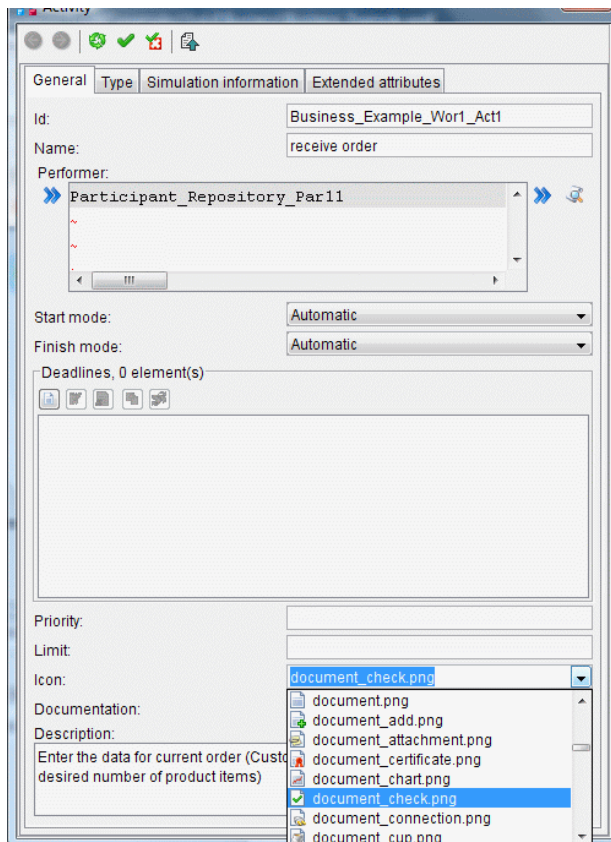 Activity
General Type Simulation information Extended attributes
Id: Business_Example_Wor1_Act1
Name: receive order
Performer:
Participant_Repository_Par11
~
~
Start mode: Automatic
Finish mode: Automatic
Deadlines, 0 element(s)
Priority:
Limit:
Icon: document_check.png
document.png
Documentation: document_add.png
Description: document_attachment.png
Enter the data for current order (Custo document_certificate.png
desired number of product items) document_chart.png
document_check.png
document_connection.png
document_cup.png